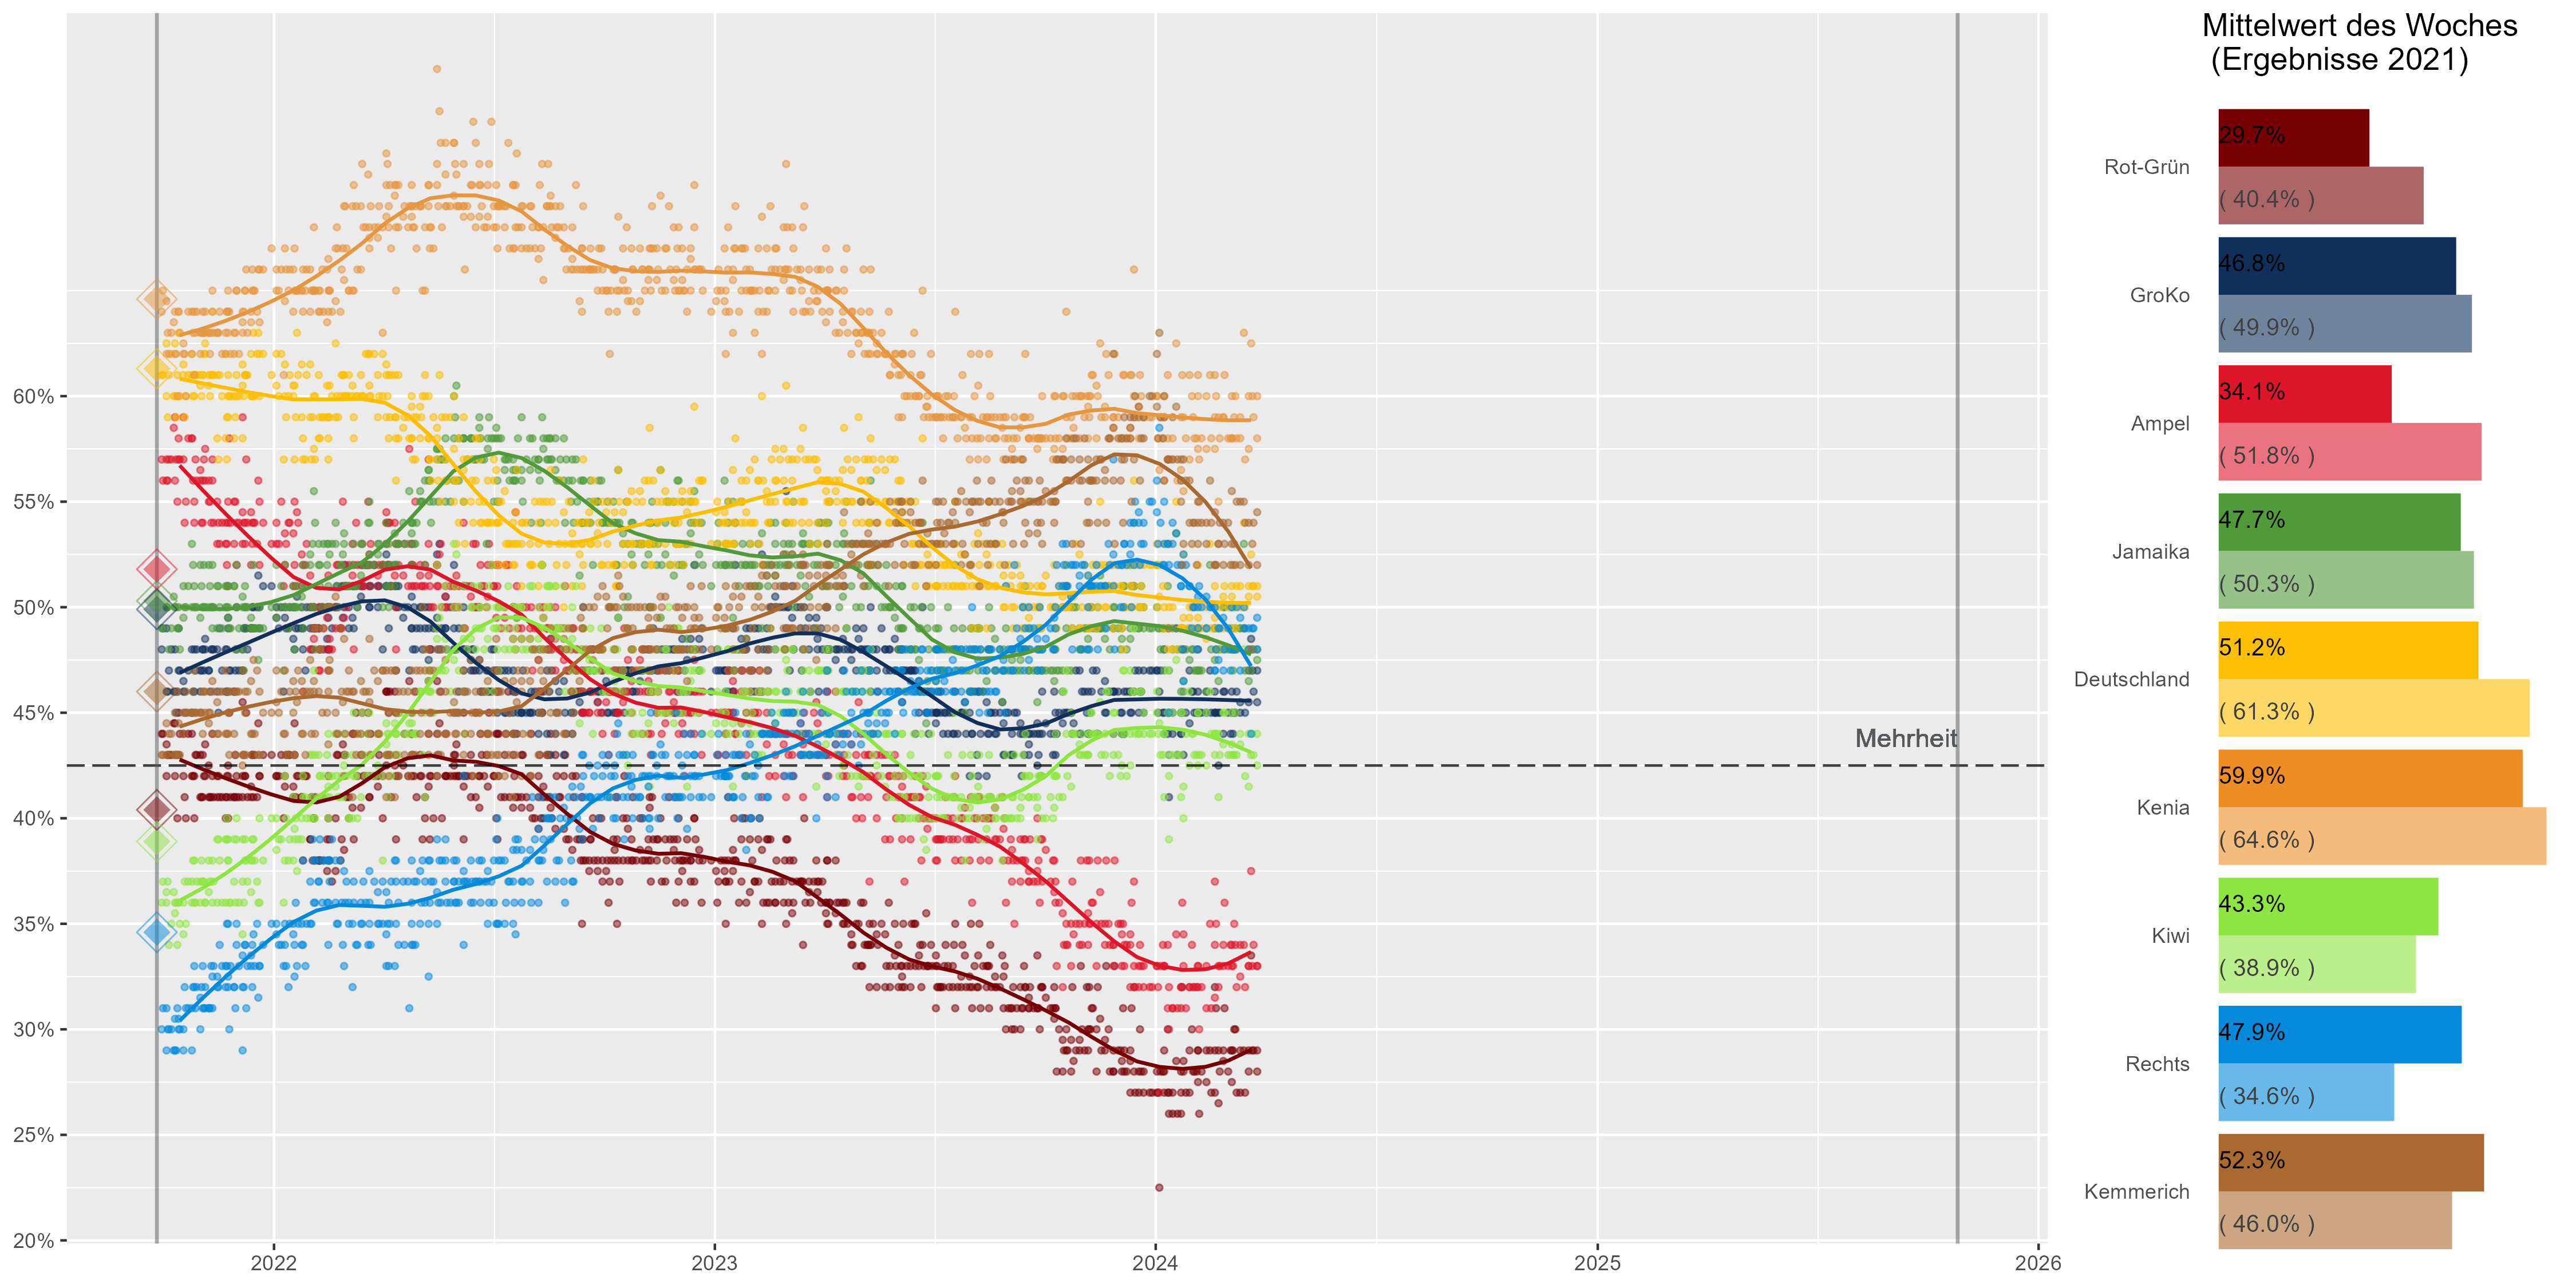 Mittelwert des Woches
(Ergebnisse 2021)
60%
55%
50%
45%
40%
35%
30%
25%
20%
Mehrheit
2022
2023
2024
2025
2026
Rot-Grün
29.7%
( 40.4% )
GroKo
46.8%
( 49.9% )
Ampel
34.1%
( 51.8% )
Jamaika
47.7%
( 50.3% )
Deutschland
51.2%
( 61.3% )
Kenia
59.9%
( 64.6% )
Kiwi
43.3%
( 38.9% )
Rechts
47.9%
( 34.6% )
Kemmerich
52.3%
( 46.0% )